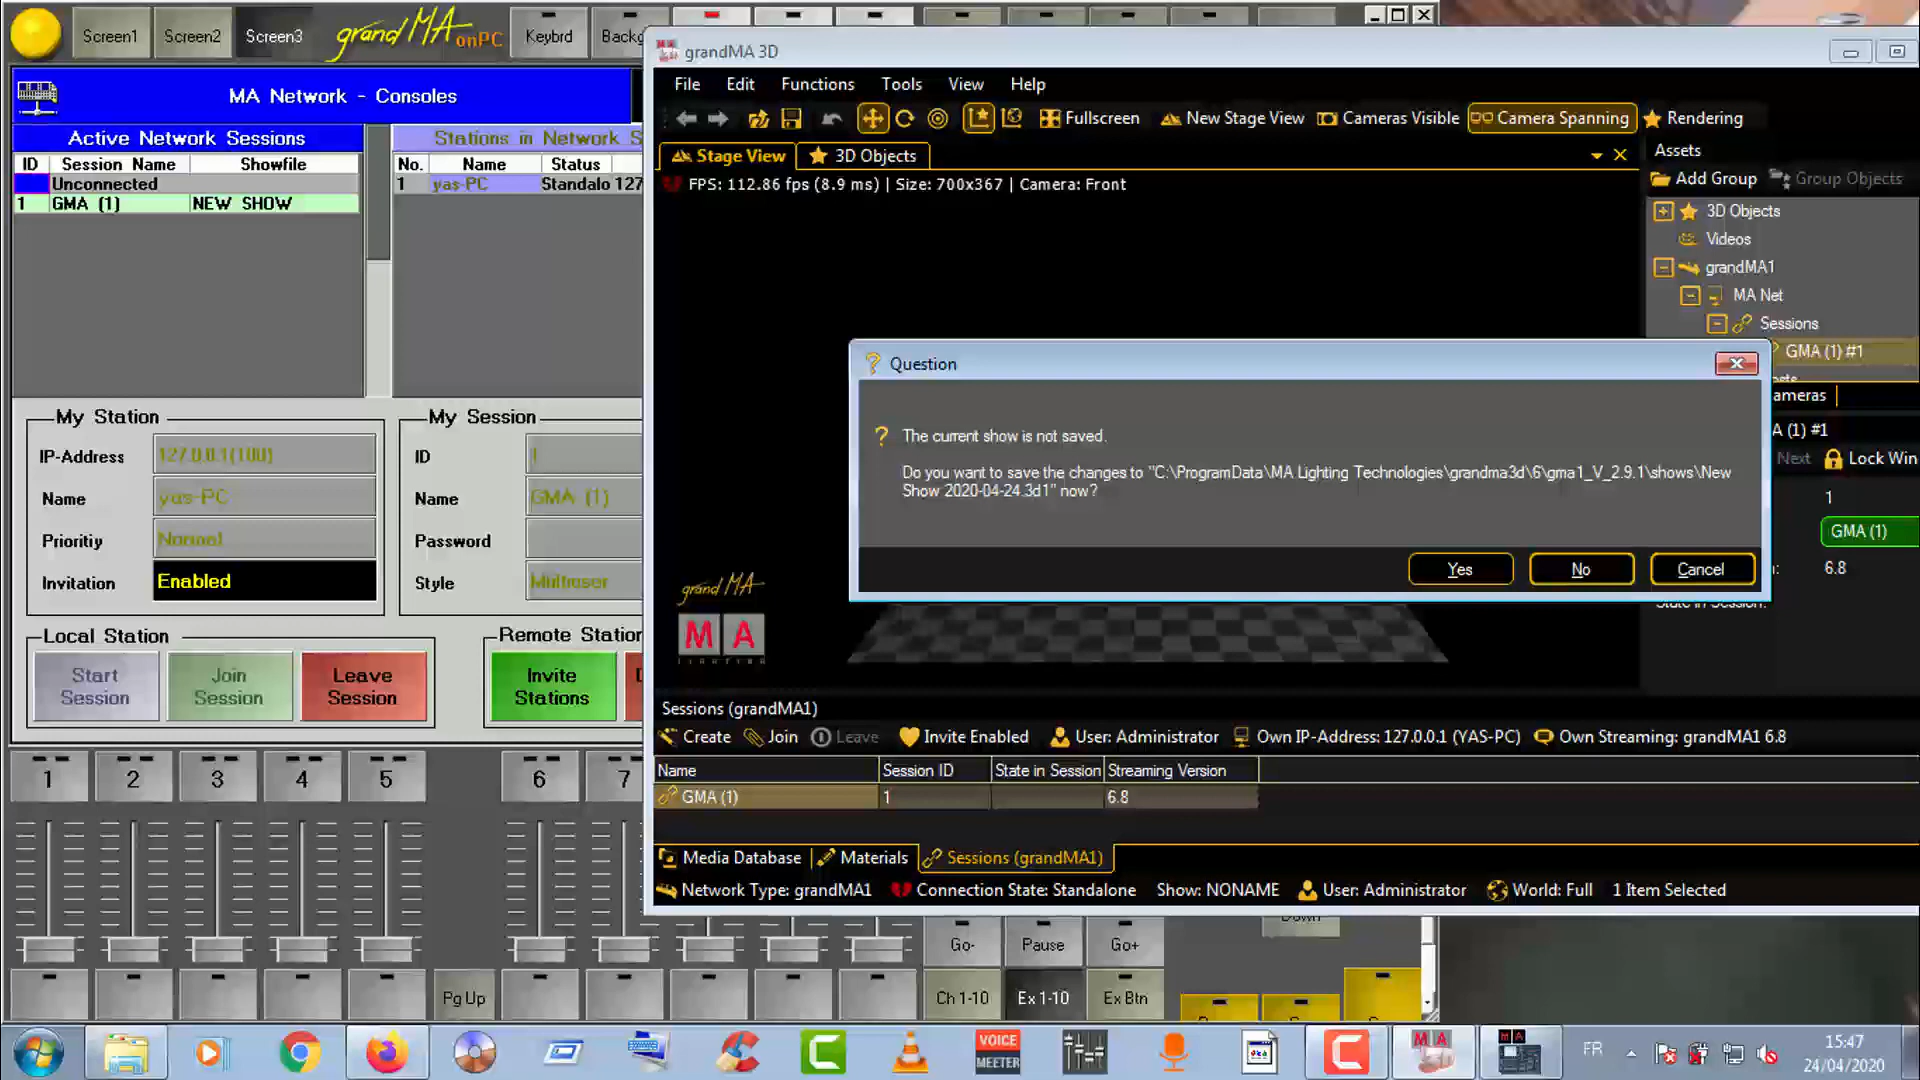 Screen1
Screen2
Screen3
grandMA onPC
Keybrd
Backg
MA Network - Consoles
Active Network Sessions
ID Session Name Showfile
Unconnected
1 GMA (1) NEW SHOW
Stations in Network S
No. Name Status
1 yas-PC Standalo 127
My Station
IP-Address 127.0.0.1(100)
Name yas-PC
Prioritiy Normal
Invitation Enabled
My Session
ID 1
Name GMA (1)
Password
Style Multiuser
Local Station
Start Session
Join Session
Leave Session
Remote Station
Invite Stations
1 2 3 4 5 6 7
Pg Up
grandMA 3D
File Edit Functions Tools View Help
Fullscreen New Stage View Cameras Visible Camera Spanning Rendering
Stage View 3D Objects
FPS: 112.86 fps (8.9 ms) | Size: 700x367 | Camera: Front
Assets
Add Group Group Objects
3D Objects
Videos
grandMA1
MA Net
Sessions
GMA (1) #1
ameras
A (1) #1
Next Lock Win
1
GMA (1)
6.8
State in Session:
Question
The current show is not saved.
Do you want to save the changes to "C:\ProgramData\MA Lighting Technologies\grandma3d\6\gma1_V_2.9.1\shows\New
Show 2020-04-24.3d1" now?
Yes No Cancel
grandMA
MA
LIGHTING
Sessions (grandMA1)
Create Join Leave Invite Enabled User: Administrator Own IP-Address: 127.0.0.1 (YAS-PC) Own Streaming: grandMA1 6.8
Name Session ID State in Session Streaming Version
GMA (1) 1 6.8
Media Database Materials Sessions (grandMA1)
Network Type: grandMA1 Connection State: Standalone Show: NONAME User: Administrator World: Full 1 Item Selected
Down
Go- Pause Go+
Ch 1-10 Ex 1-10 Ex Btn
VOICE
MEETER
MA
MA
FR
15:47
24/04/2020